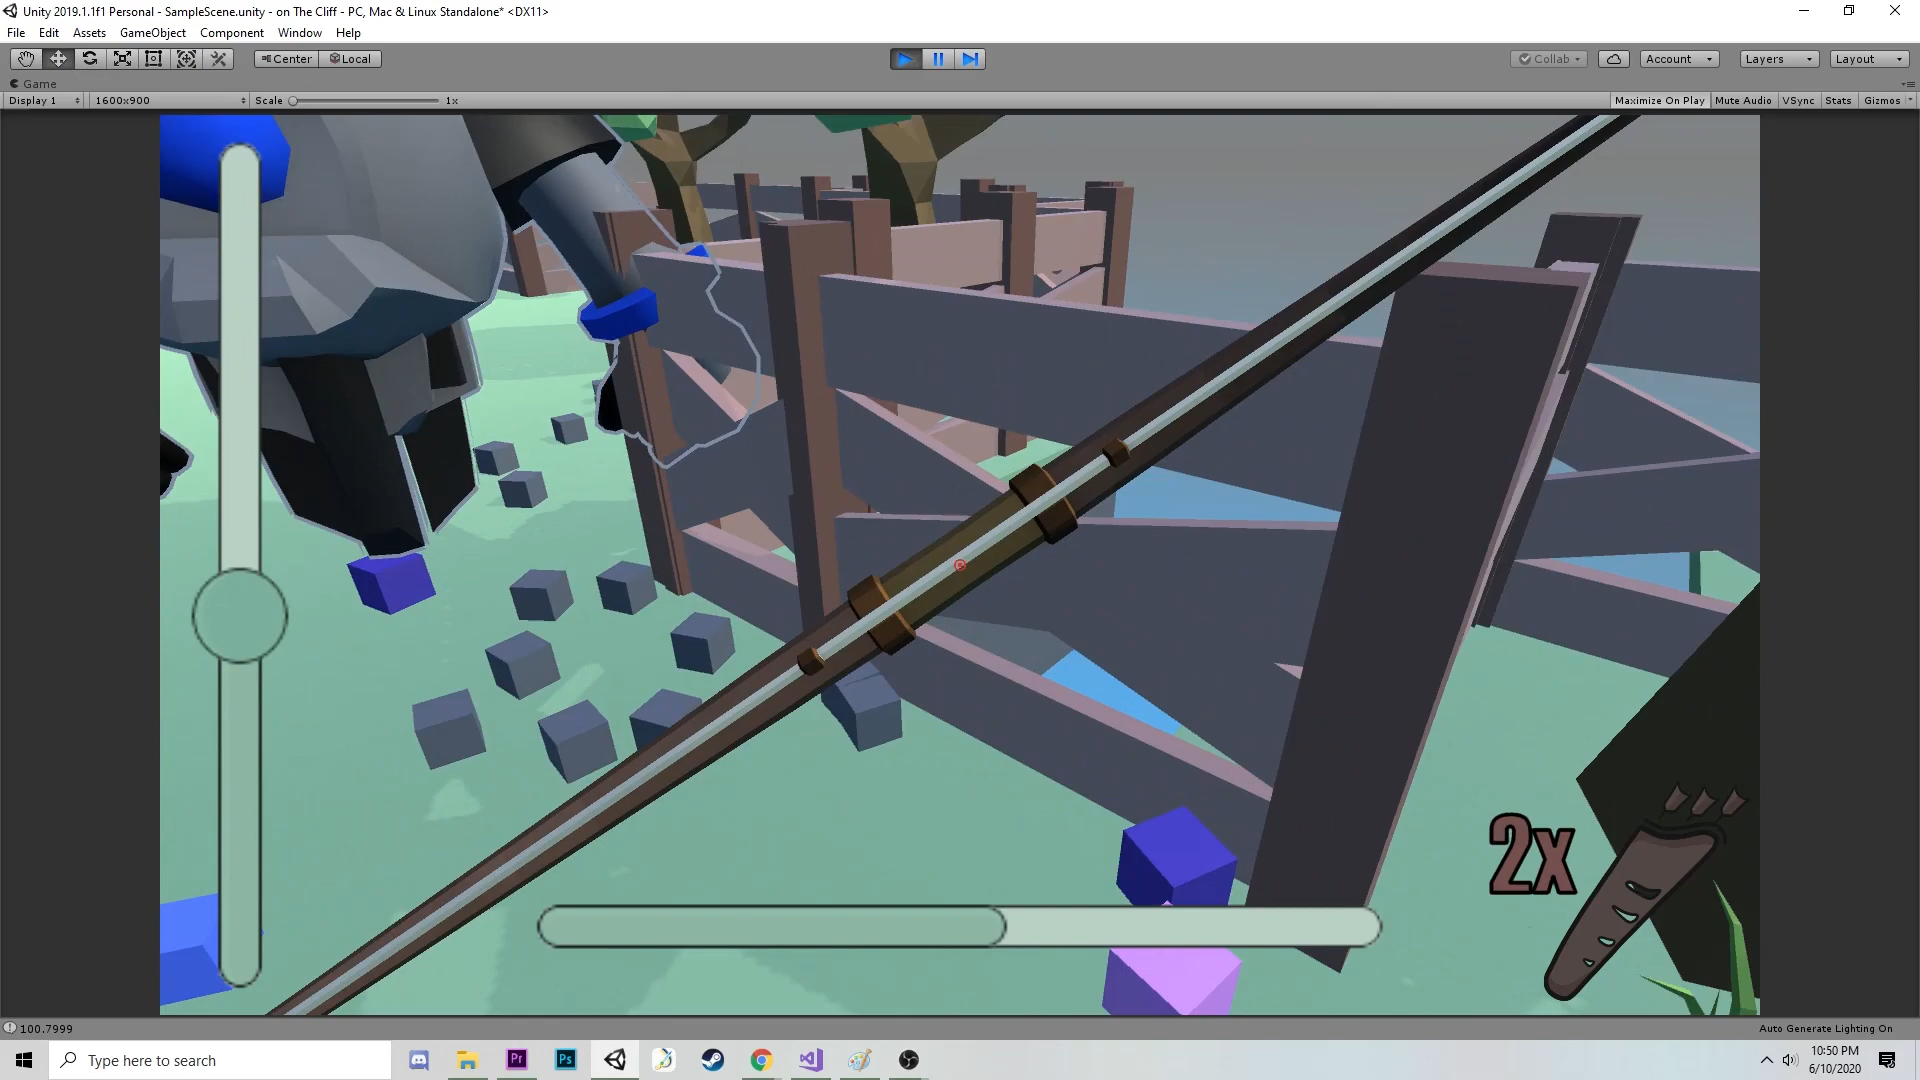 Unity 2019.1.1f1 Personal - SampleScene.unity - on The Cliff - PC, Mac & Linux Standalone* <DX11>
File Edit Assets GameObject Component Window Help
Center Local Collab Account Layers Layout
Game
Display 1 1600x900 Scale 1x Maximize On Play Mute Audio VSync Stats Gizmos
2x
100.7999 Auto Generate Lighting On
Type here to search Pr Ps 10:50 PM
6/10/2020